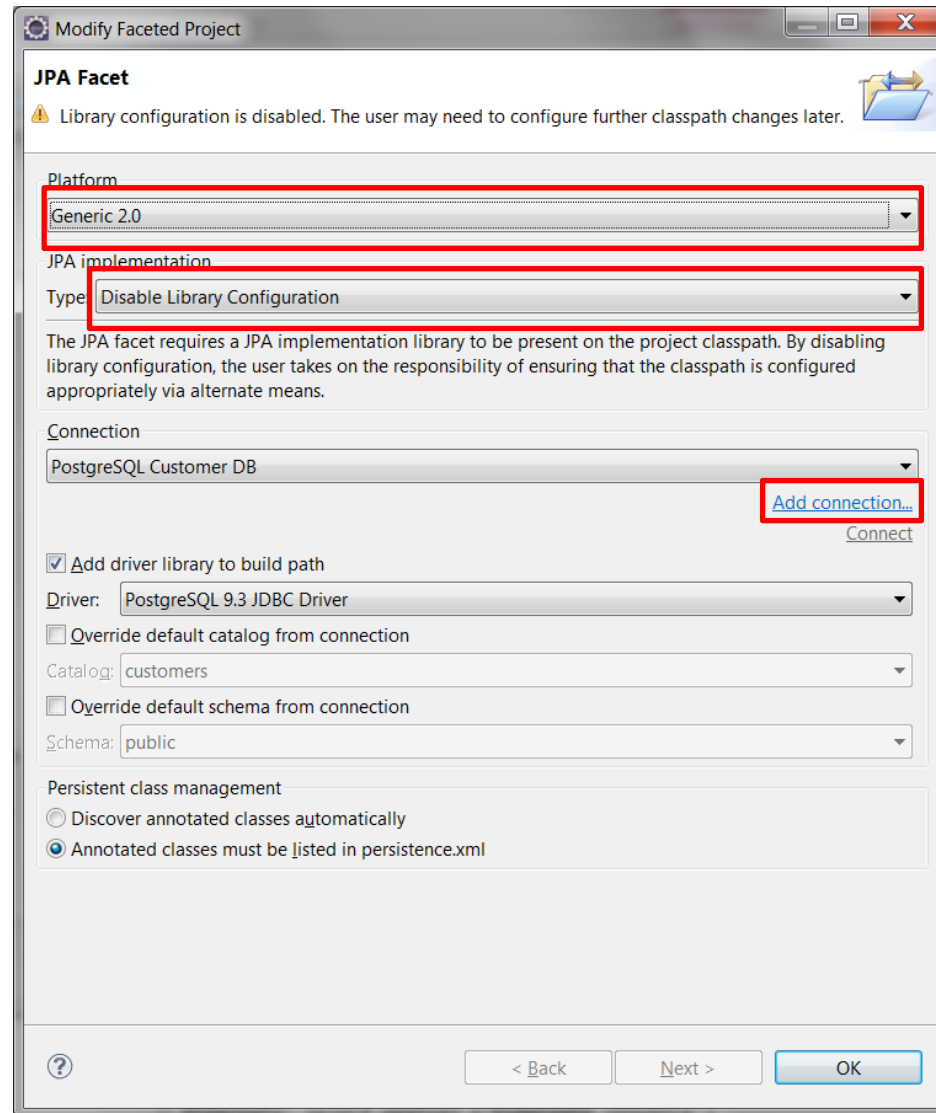 Modify Faceted Project
JPA Facet
Library configuration is disabled. The user may need to configure further classpath changes later.
Platform
Generic 2.0
JPA implementation
Type: Disable Library Configuration
The JPA facet requires a JPA implementation library to be present on the project classpath. By disabling
library configuration, the user takes on the responsibility of ensuring that the classpath is configured
appropriately via alternate means.
Connection
PostgreSQL Customer DB
Add connection...
Connect
Add driver library to build path
Driver: PostgreSQL 9.3 JDBC Driver
Override default catalog from connection
Catalog: customers
Override default schema from connection
Schema: public
Persistent class management
Discover annotated classes automatically
Annotated classes must be listed in persistence.xml
? < Back Next > OK